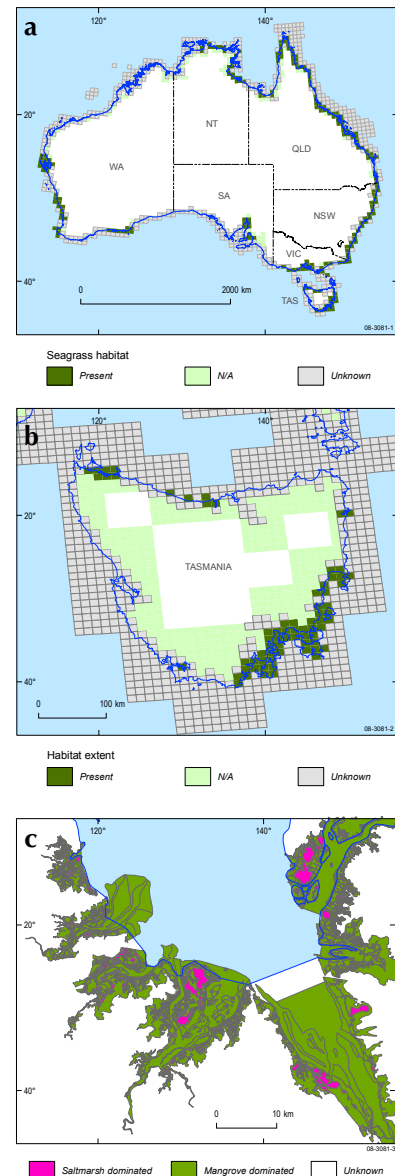 a
120°
140°
20°
NT
WA
QLD
SA
NSW
VIC
40°
TAS
0
2000 km
08-3081-1
Seagrass habitat
Present
N/A
Unknown
b
120°
140°
20°
TASMANIA
40°
0
100 km
08-3081-2
Habitat extent
Present
N/A
Unknown
c
120°
140°
20°
40°
0
10 km
08-3081-3
Saltmarsh dominated
Mangrove dominated
Unknown